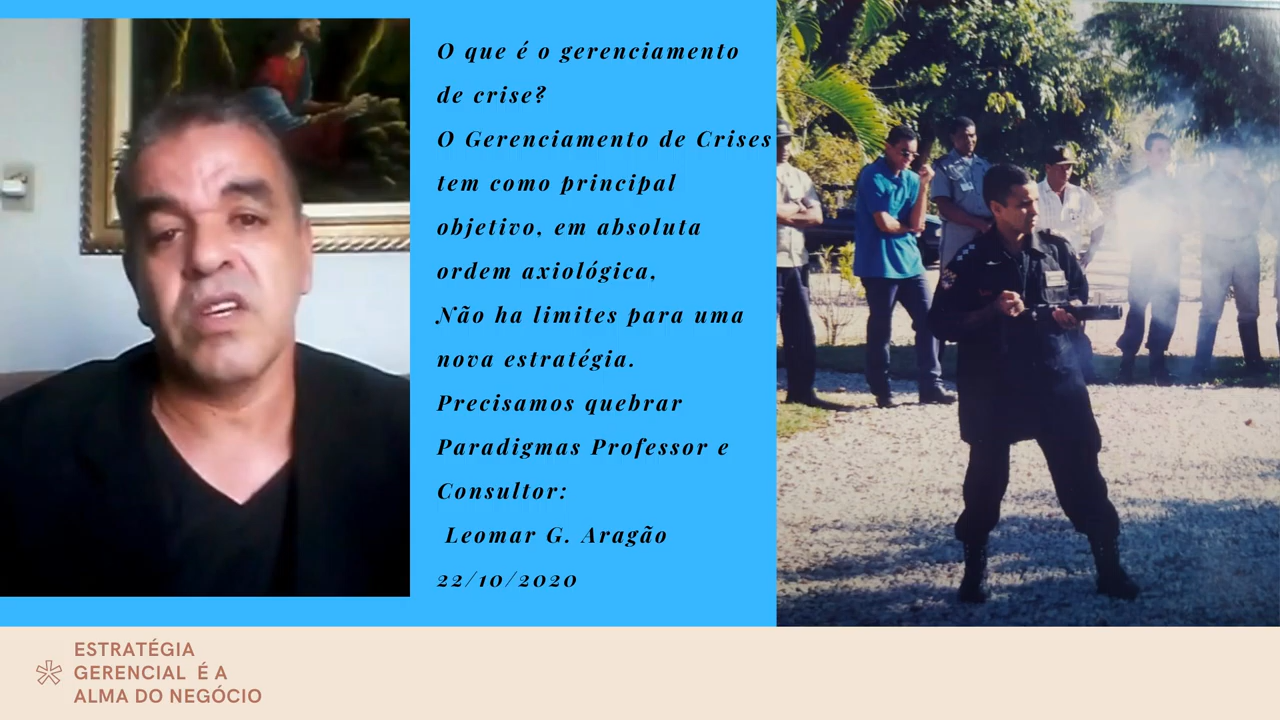 O que é o gerenciamento
de crise?
O Gerenciamento de Crises
tem como principal
objetivo, em absoluta
ordem axiológica,
Não ha limites para uma
nova estratégia.
Precisamos quebrar
Paradigmas Professor e
Consultor:
Leomar G. Aragão
22/10/2020
ESTRATÉGIA
GERENCIAL É A
ALMA DO NEGÓCIO